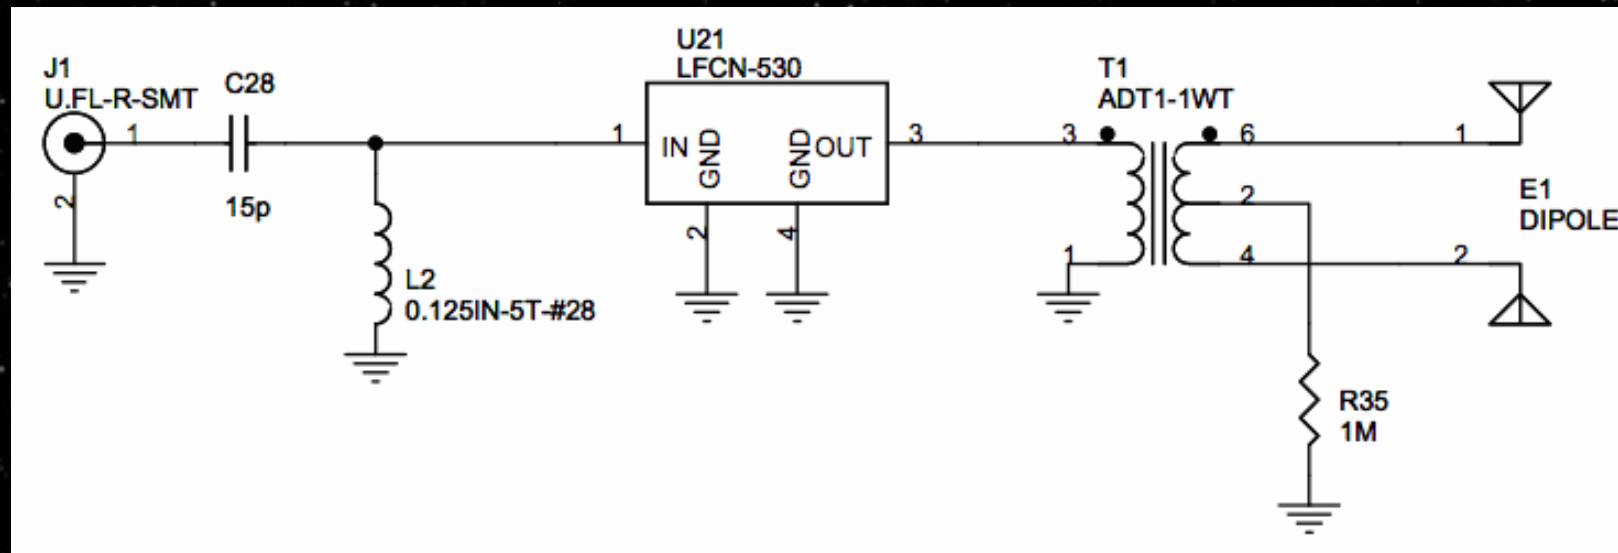 J1
U.FL-R-SMT
1
2
C28
15p
L2
0.125IN-5T-#28
U21
LFCN-530
1
IN
GND
GND
OUT
3
2
4
T1
ADT1-1WT
3
1
6
2
4
1
2
E1
DIPOLE
R35
1M